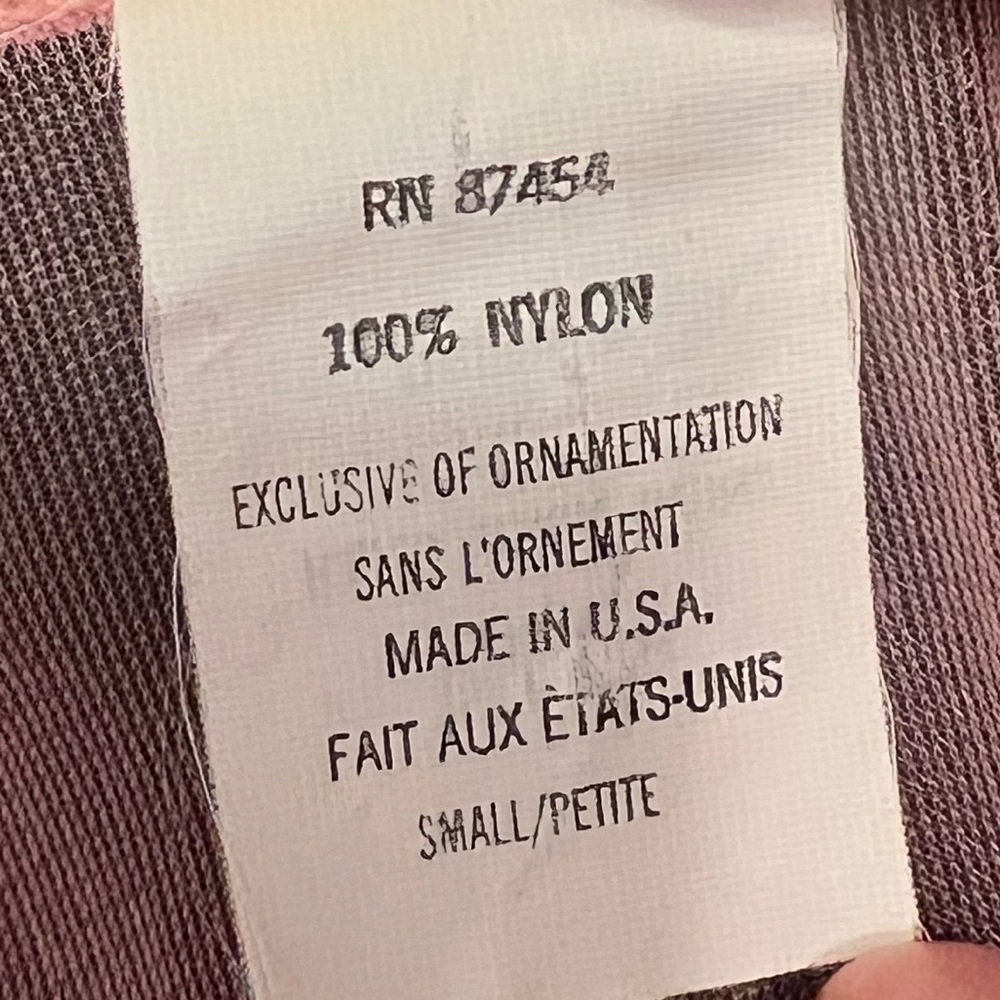 RN 87454
100% NYLON
EXCLUSIVE OF ORNAMENTATION
SANS L'ORNEMENT
MADE IN U.S.A.
FAIT AUX ÈTATS-UNIS
SMALL/PETITE